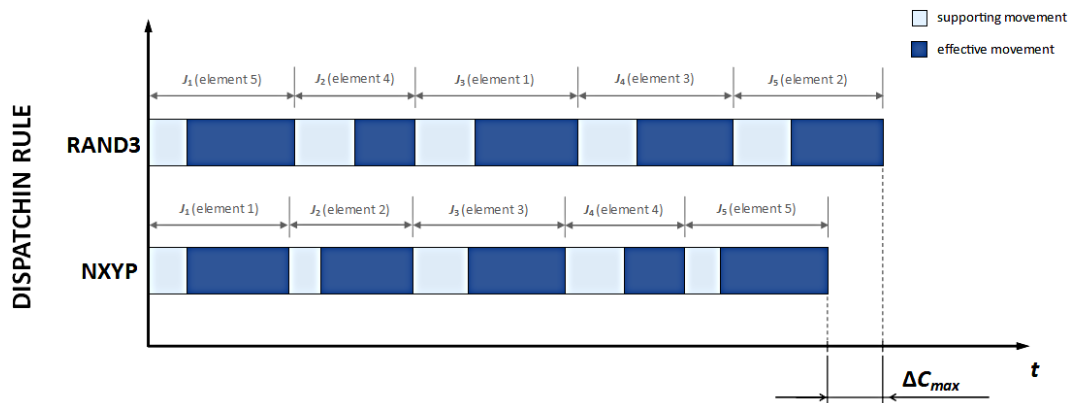 supporting movement
effective movement
DISPATCHIN RULE
J1 (element 5) J2 (element 4) J3 (element 1) J4 (element 3) J5 (element 2)
RAND3
J1 (element 1) J2 (element 2) J3 (element 3) J4 (element 4) J5 (element 5)
NXYP
t
ΔCmax